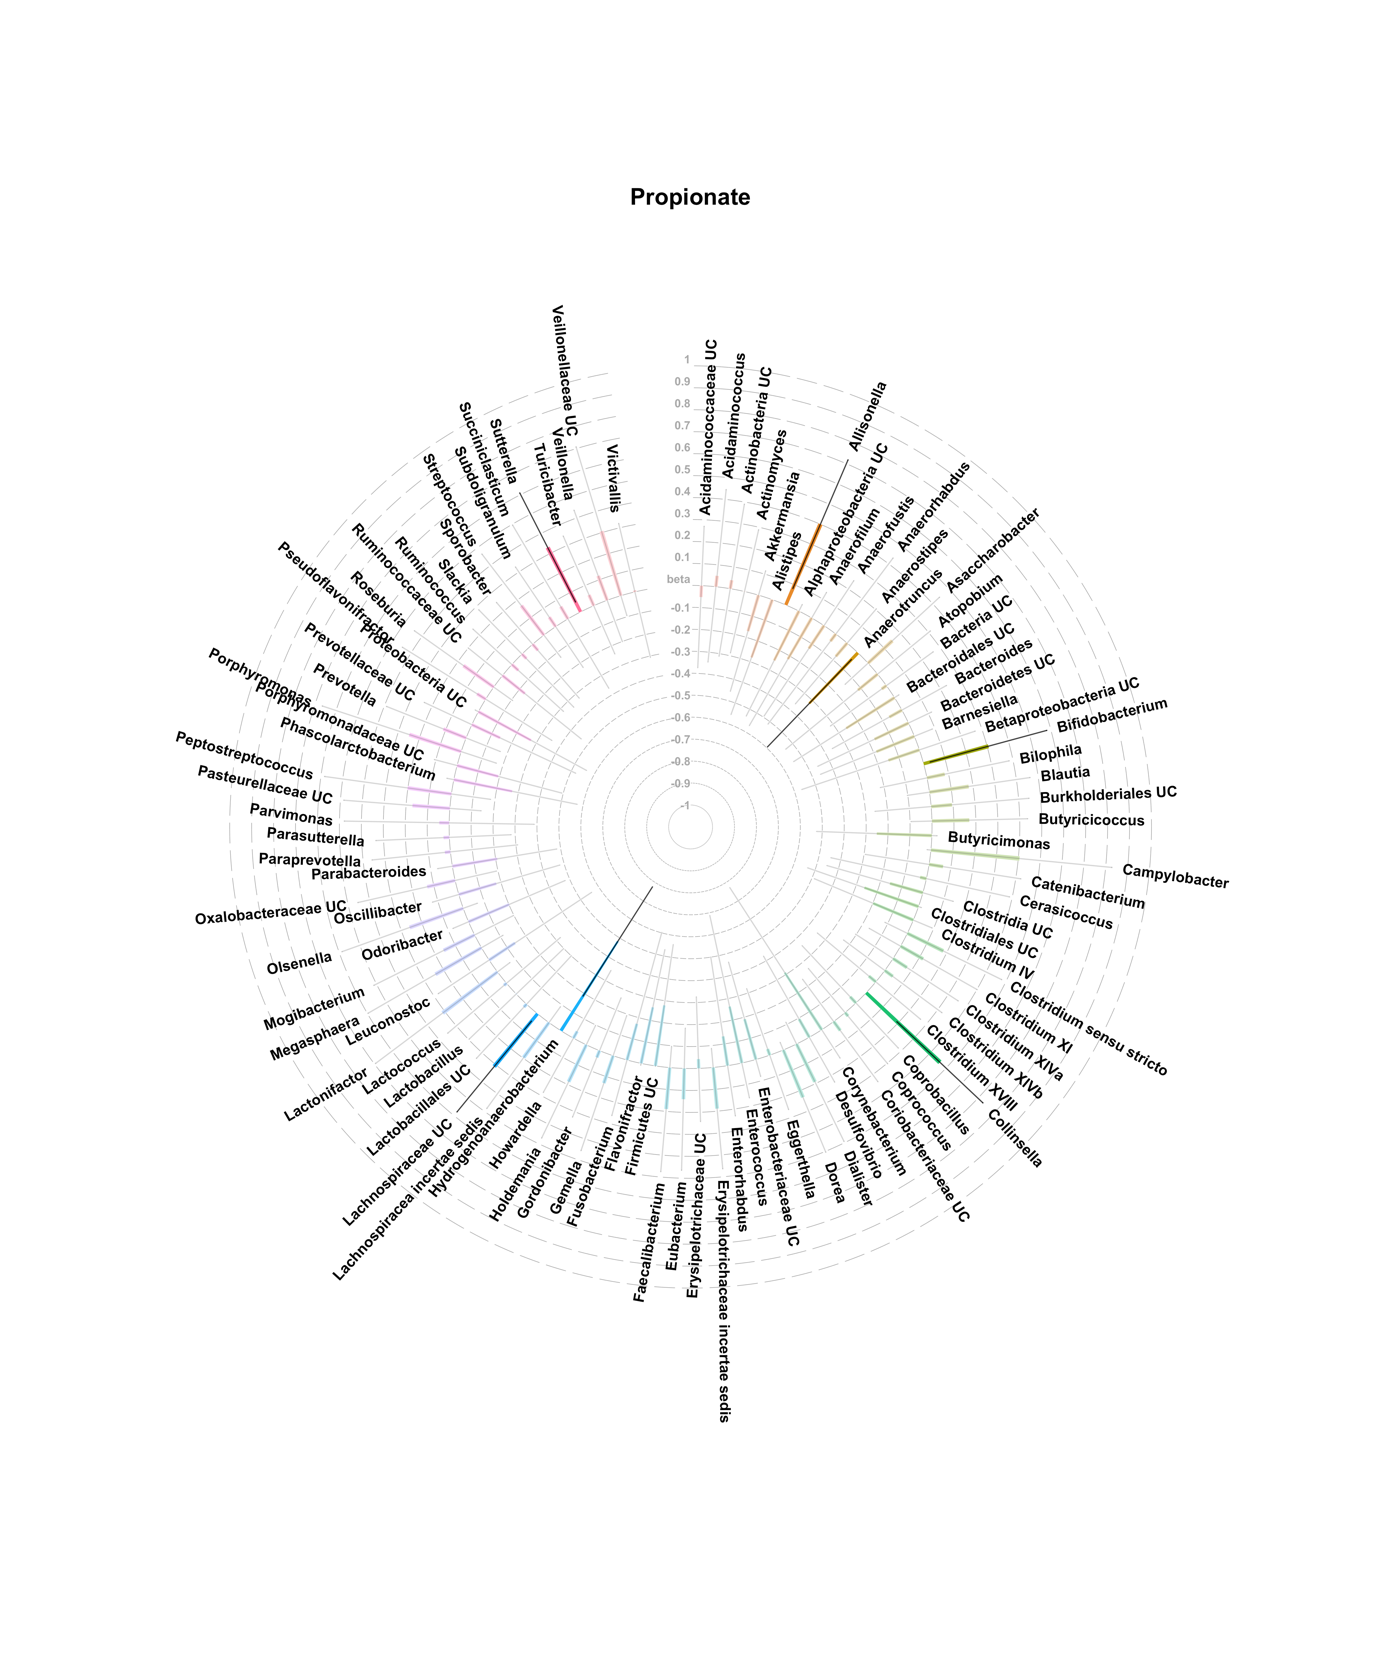 Propionate
1
0.9
0.8
0.7
0.6
0.5
0.4
0.3
0.2
0.1
beta
-0.1
-0.2
-0.3
-0.4
-0.5
-0.6
-0.7
-0.8
-0.9
-1
Acidaminococcaceae UC
Acidaminococcus
Actinobacteria UC
Actinomyces
Akkermansia
Alistipes
Allisonella
Alphaproteobacteria UC
Anaerofilum
Anaerofustis
Anaerorhabdus
Anaerostipes
Anaerotruncus
Asaccharobacter
Atopobium
Bacteria UC
Bacteroidales UC
Bacteroides
Bacteroidetes UC
Barnesiella
Betaproteobacteria UC
Bifidobacterium
Bilophila
Blautia
Burkholderiales UC
Butyricicoccus
Butyricimonas
Campylobacter
Catenibacterium
Cerasicoccus
Clostridia UC
Clostridiales UC
Clostridium IV
Clostridium sensu stricto
Clostridium XI
Clostridium XIVa
Clostridium XIVb
Clostridium XVIII
Collinsella
Coprobacillus
Coprococcus
Coriobacteriaceae UC
Corynebacterium
Desulfovibrio
Dialister
Dorea
Eggerthella
Enterobacteriaceae UC
Enterococcus
Enterorhabdus
Erysipelotrichaceae incertae sedis
Erysipelotrichaceae UC
Eubacterium
Faecalibacterium
Firmicutes UC
Flavonifractor
Fusobacterium
Gemella
Gordonibacter
Holdemania
Howardella
Hydrogenoanaerobacterium
Lachnospiracea incertae sedis
Lachnospiraceae UC
Lactobacillales UC
Lactobacillus
Lactococcus
Lactonifactor
Leuconostoc
Megasphaera
Mogibacterium
Odoribacter
Olsenella
Oscillibacter
Oxalobacteraceae UC
Parabacteroides
Paraprevotella
Parasutterella
Parvimonas
Pasteurellaceae UC
Peptostreptococcus
Phascolarctobacterium
Porphyromonadaceae UC
Porphyromonas
Prevotella
Prevotellaceae UC
Proteobacteria UC
Pseudoflavonifractor
Roseburia
Ruminococcaceae UC
Ruminococcus
Slackia
Sporobacter
Streptococcus
Subdoligranulum
Succiniclasticum
Sutterella
Turicibacter
Veillonella
Veillonellaceae UC
Victivallis